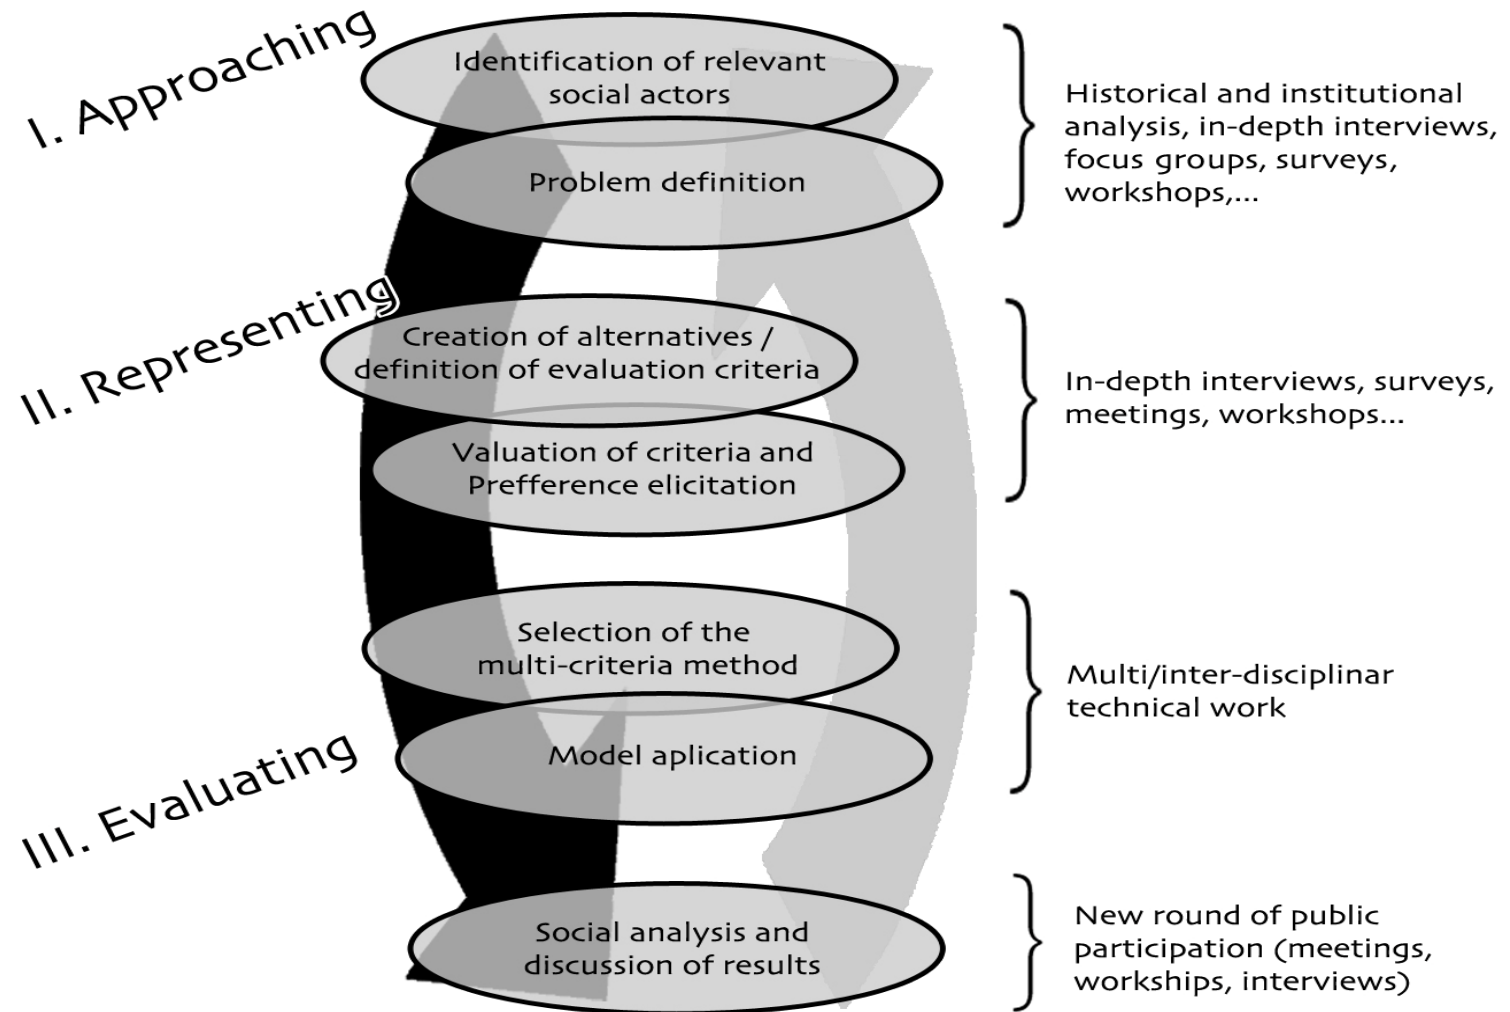 I. Approaching
Identification of relevant
social actors
Problem definition
Historical and institutional
analysis, in-depth interviews,
focus groups, surveys,
workshops,...
II. Representing
Creation of alternatives /
definition of evaluation criteria
Valuation of criteria and
Prefference elicitation
In-depth interviews, surveys,
meetings, workshops...
III. Evaluating
Selection of the
multi-criteria method
Model aplication
Multi/inter-disciplinar
technical work
Social analysis and
discussion of results
New round of public
participation (meetings,
workships, interviews)